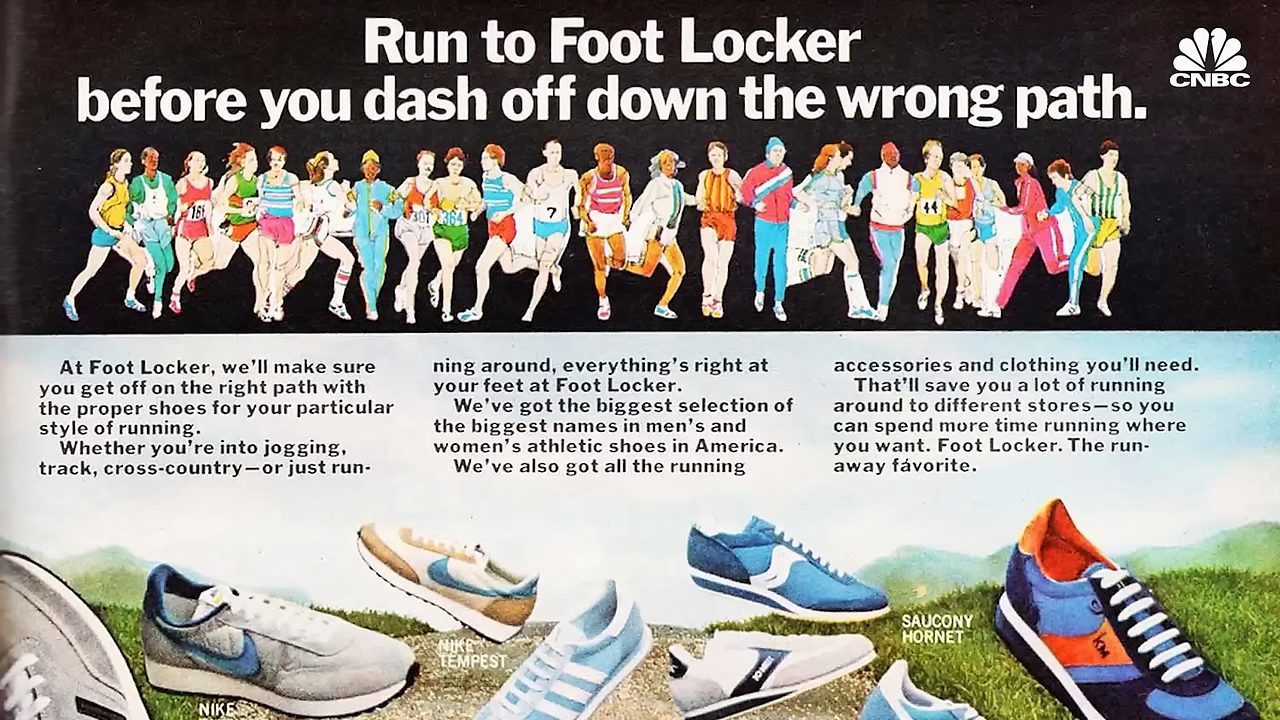 Run to Foot Locker
before you dash off down the wrong path.
CNBC
181
301
364
7
44
At Foot Locker, we'll make sure
you get off on the right path with
the proper shoes for your particular
style of running.
Whether you're into jogging,
track, cross-country—or just run-
ning around, everything's right at
your feet at Foot Locker.
We've got the biggest selection of
the biggest names in men's and
women's athletic shoes in America.
We've also got all the running
accessories and clothing you'll need.
That'll save you a lot of running
around to different stores—so you
can spend more time running where
you want. Foot Locker. The run-
away favorite.
NIKE
TEMPEST
SAUCONY
HORNET
NIKE